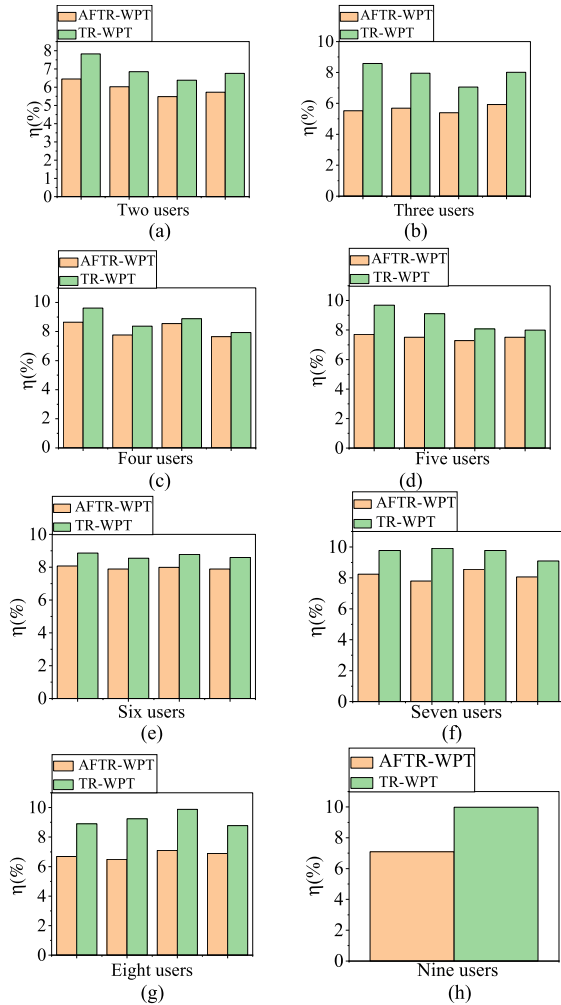 AFTR-WPT
TR-WPT
η(%)
8
7
6
5
4
3
2
1
0
Two users
(a)
AFTR-WPT
TR-WPT
η(%)
10
8
6
4
2
0
Three users
(b)
AFTR-WPT
TR-WPT
η(%)
10
8
6
4
2
0
Four users
(c)
AFTR-WPT
TR-WPT
η(%)
10
8
6
4
2
0
Five users
(d)
AFTR-WPT
TR-WPT
η(%)
10
8
6
4
2
0
Six users
(e)
AFTR-WPT
TR-WPT
η(%)
10
8
6
4
2
0
Seven users
(f)
AFTR-WPT
TR-WPT
η(%)
10
8
6
4
2
0
Eight users
(g)
AFTR-WPT
TR-WPT
η(%)
10
8
6
4
2
0
Nine users
(h)